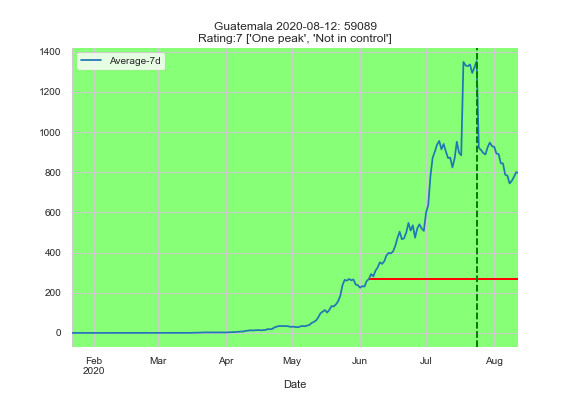 Guatemala 2020-08-12: 59089
Rating:7 ['One peak', 'Not in control']
Average-7d
1400
1200
1000
800
600
400
200
0
Feb
2020
Mar
Apr
May
Jun
Jul
Aug
Date